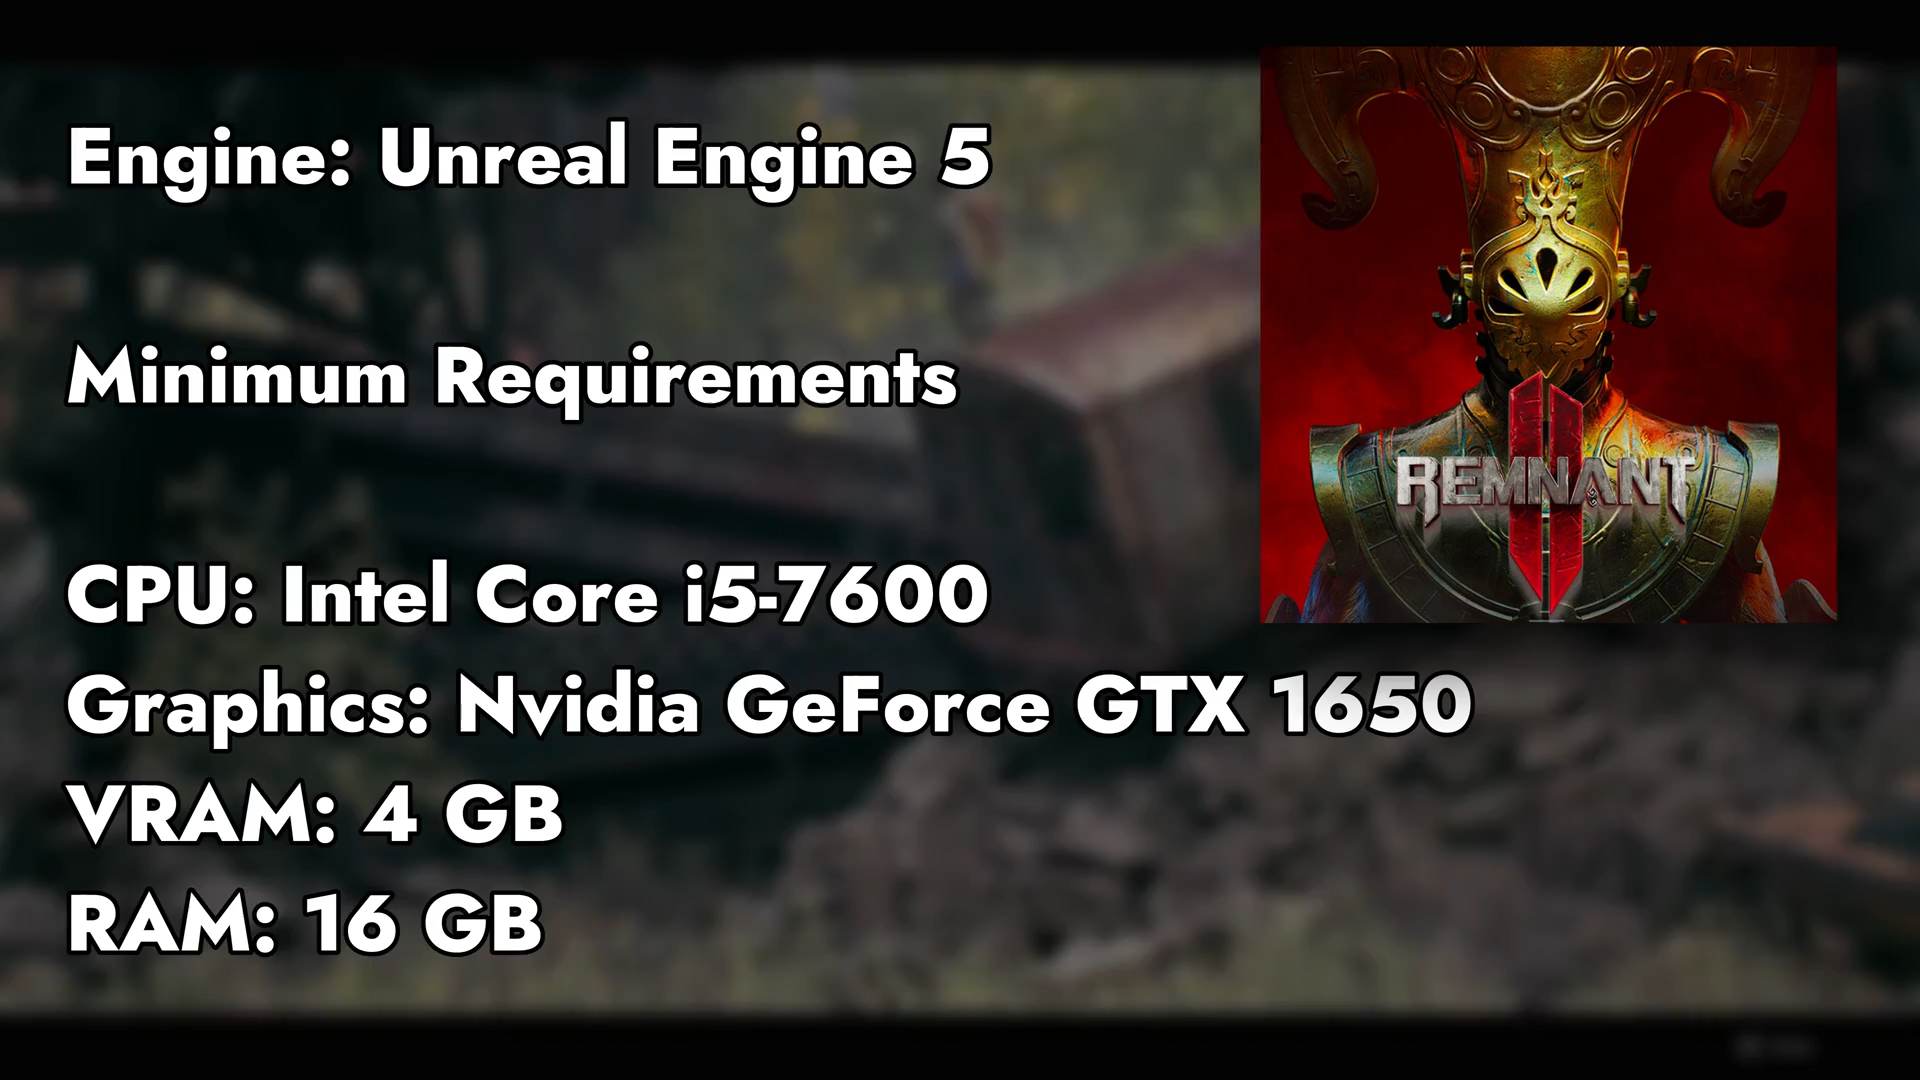 Engine: Unreal Engine 5
Minimum Requirements
CPU: Intel Core i5-7600
Graphics: Nvidia GeForce GTX 1650
VRAM: 4 GB
RAM: 16 GB
REMNANT
II